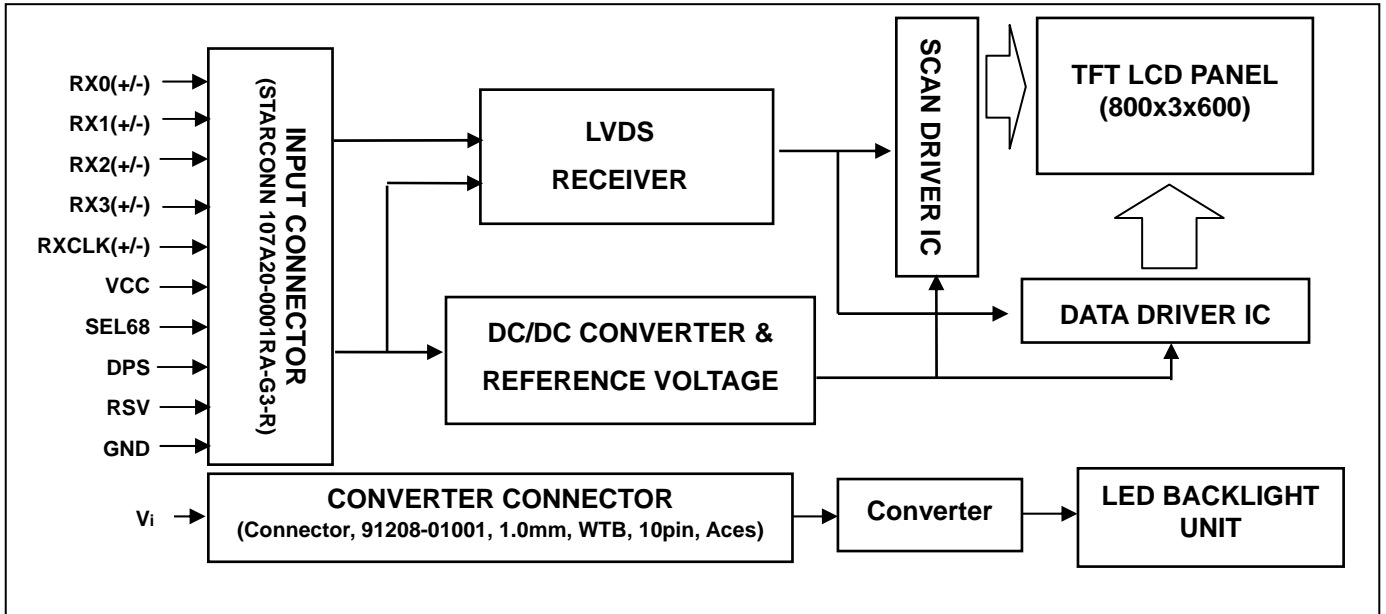 RX0(+/-)
RX1(+/-)
RX2(+/-)
RX3(+/-)
RXCLK(+/-)
VCC
SEL68
DPS
RSV
GND
INPUT CONNECTOR
(STARCONN 107A20-0001RA-G3-R)
LVDS
RECEIVER
DC/DC CONVERTER &
REFERENCE VOLTAGE
SCAN DRIVER IC
TFT LCD PANEL
(800x3x600)
DATA DRIVER IC
Vi
CONVERTER CONNECTOR
(Connector, 91208-01001, 1.0mm, WTB, 10pin, Aces)
Converter
LED BACKLIGHT
UNIT